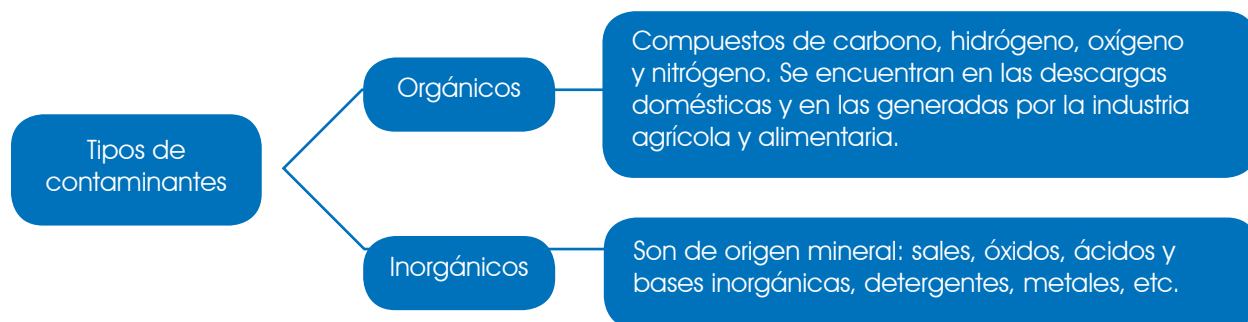 Tipos de
contaminantes
Orgánicos
Compuestos de carbono, hidrógeno, oxígeno
y nitrógeno. Se encuentran en las descargas
domésticas y en las generadas por la industria
agrícola y alimentaria.
Inorgánicos
Son de origen mineral: sales, óxidos, ácidos y
bases inorgánicas, detergentes, metales, etc.